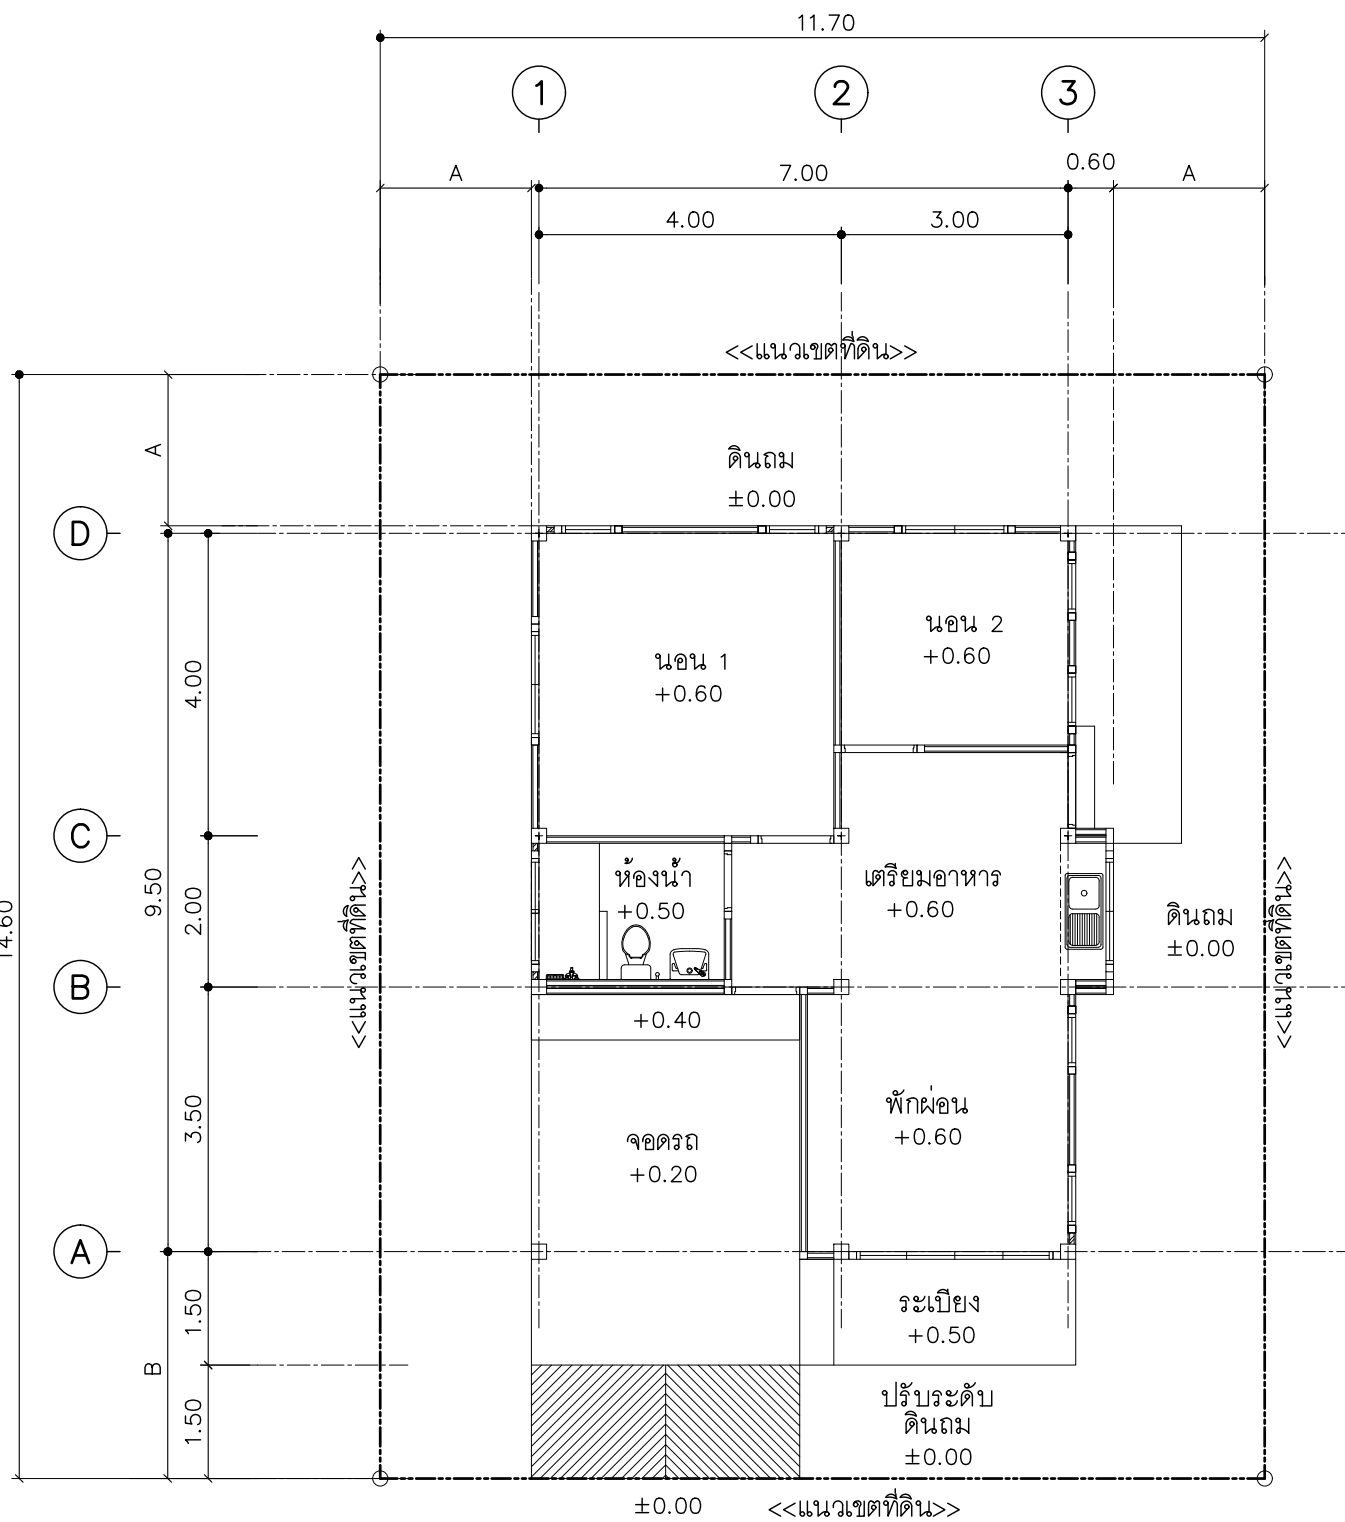 11.70
1
2
3
A
7.00
0.60
A
4.00
3.00
<<แนวเขตที่ดิน>>
A
ดินถม
±0.00
D
นอน 2
+0.60
นอน 1
+0.60
4.00
C
9.50
2.00
14.60
<<แนวเขตที่ดิน>>
ห้องน้ำ
+0.50
เตรียมอาหาร
+0.60
ดินถม
±0.00
<<แนวเขตที่ดิน>>
B
+0.40
3.50
พักผ่อน
+0.60
จอดรถ
+0.20
A
1.50
ระเบียง
+0.50
B
1.50
ปรับระดับ
ดินถม
±0.00
±0.00
<<แนวเขตที่ดิน>>